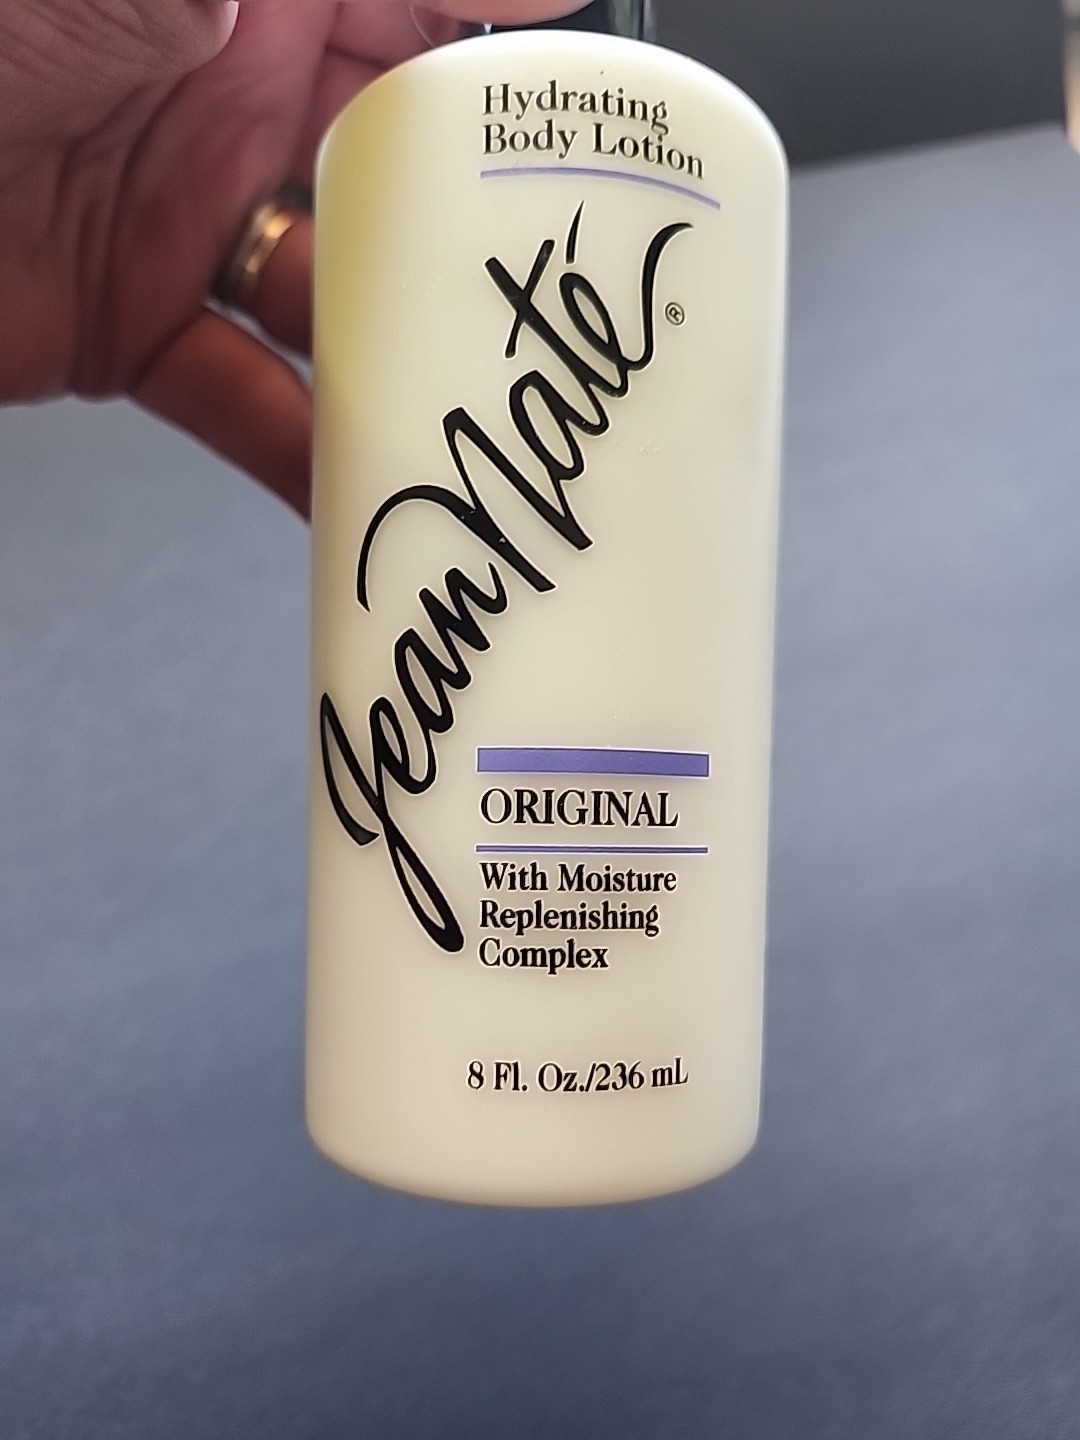 Hydrating
Body Lotion
Jean Naté
®
ORIGINAL
With Moisture
Replenishing
Complex
8 Fl. Oz./236 mL